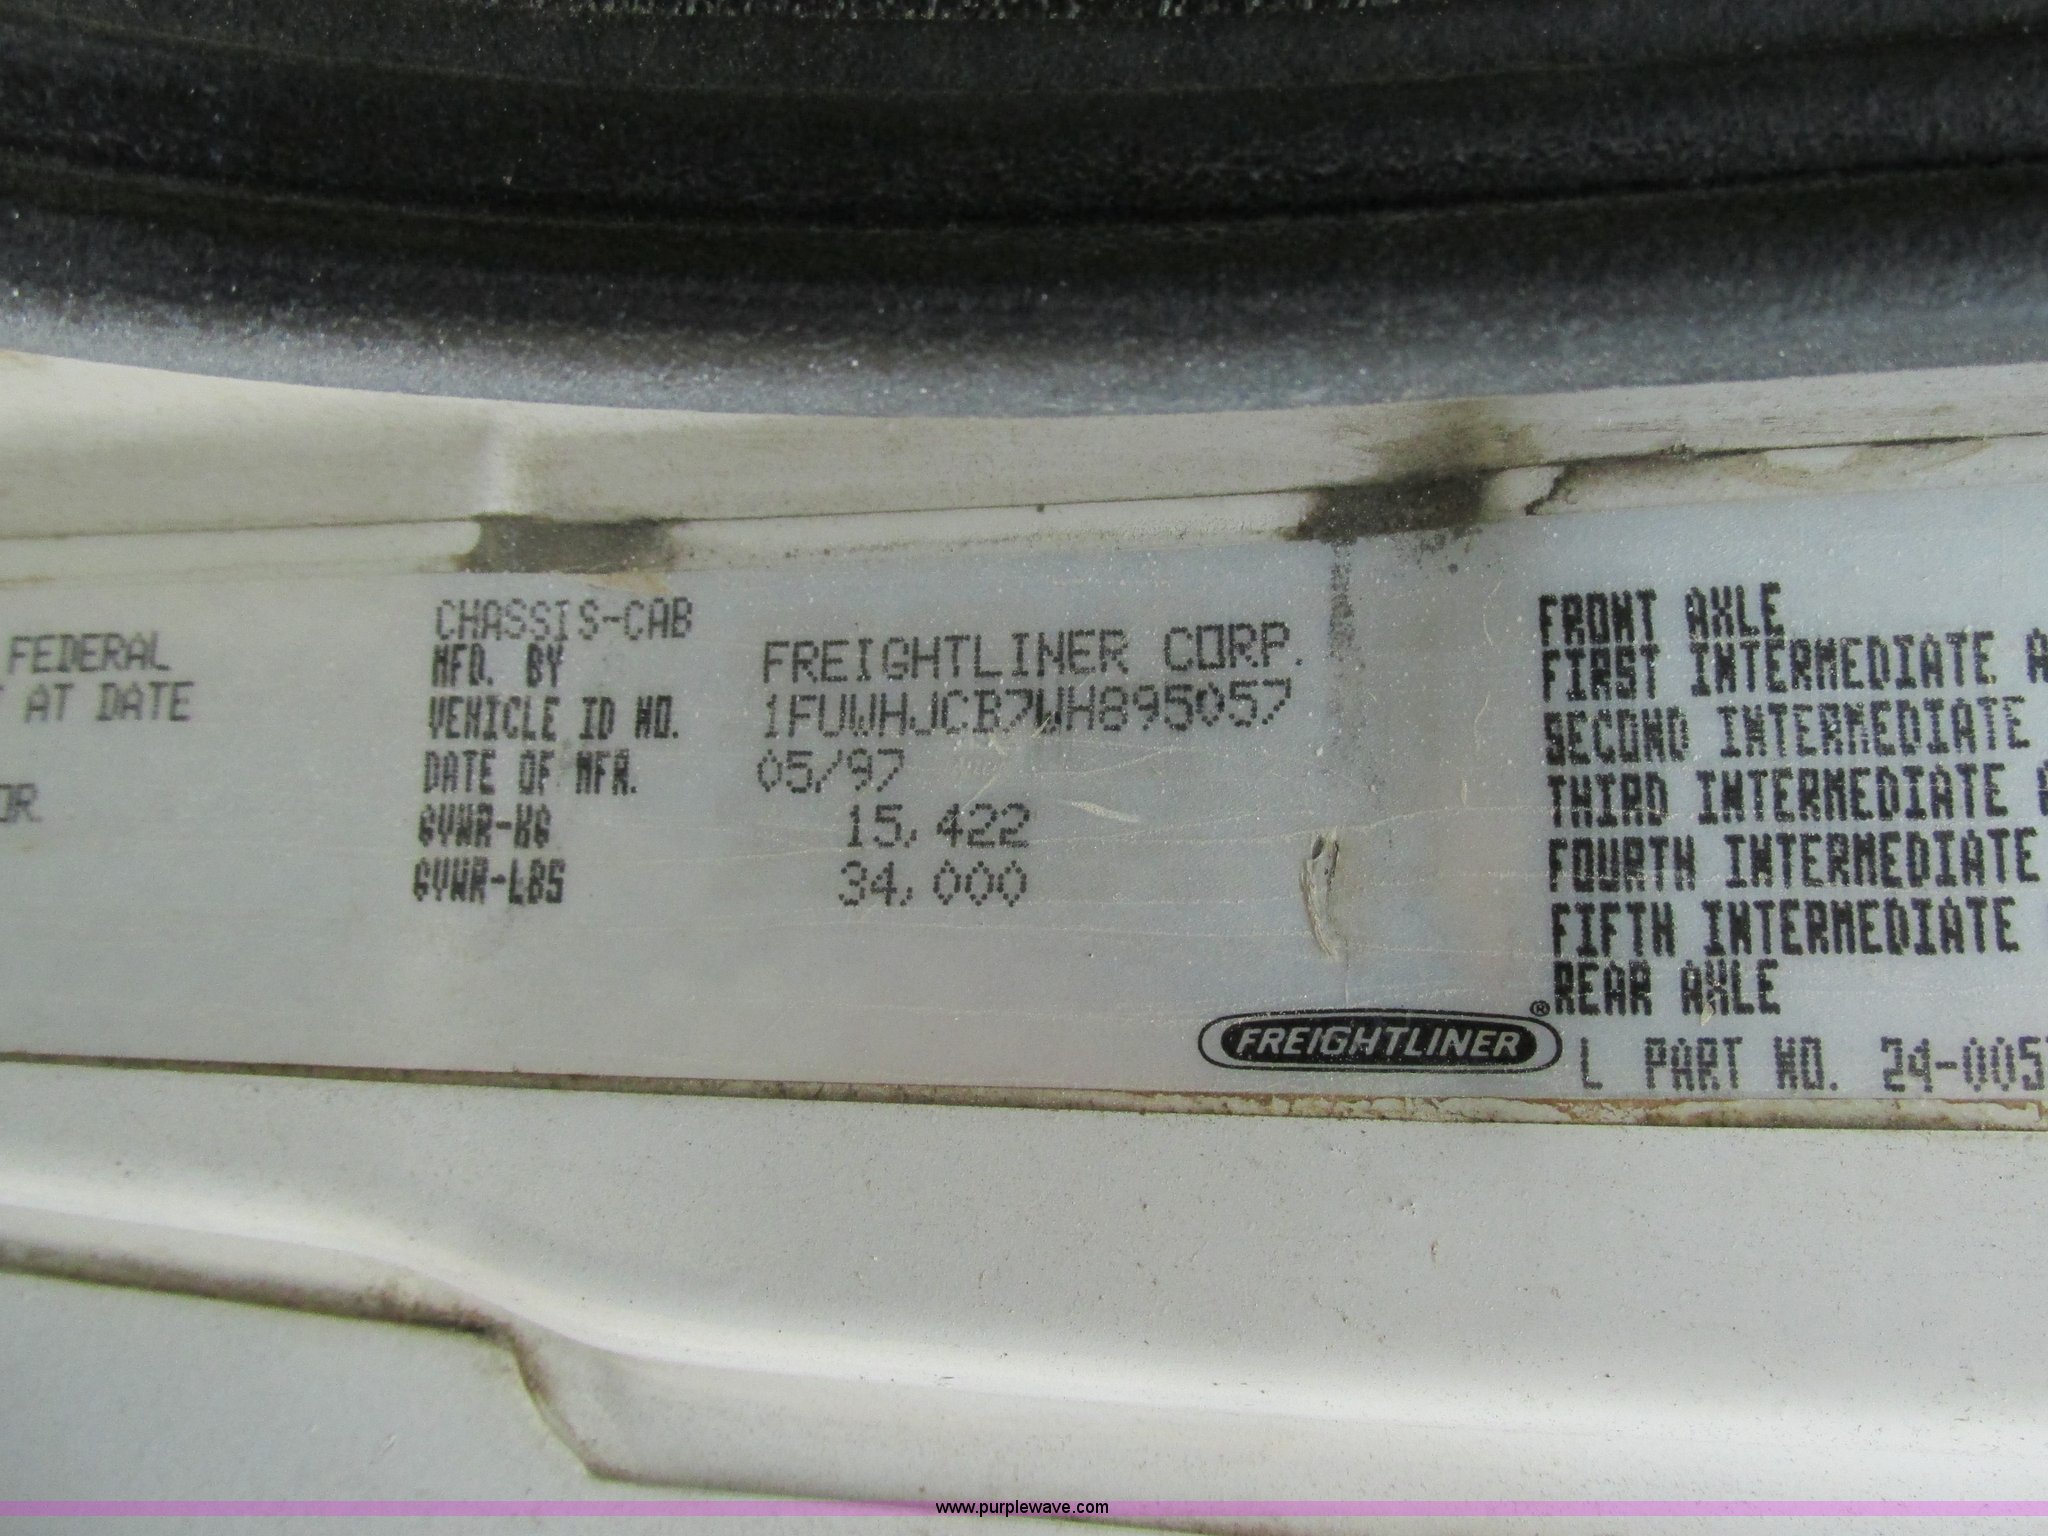 FEDERAL
AT DATE
OR
CHASSIS-CAB
MFD. BY FREIGHTLINER CORP.
VEHICLE ID NO. 1FUWHJCB7WH895057
DATE OF MFR. 05/97
GVWR-KG 15,422
GVWR-LBS 34,000
FREIGHTLINER®
FRONT AXLE
FIRST INTERMEDIATE A
SECOND INTERMEDIATE
THIRD INTERMEDIATE
FOURTH INTERMEDIATE
FIFTH INTERMEDIATE
REAR AXLE
L PART NO. 24-005
www.purplewave.com